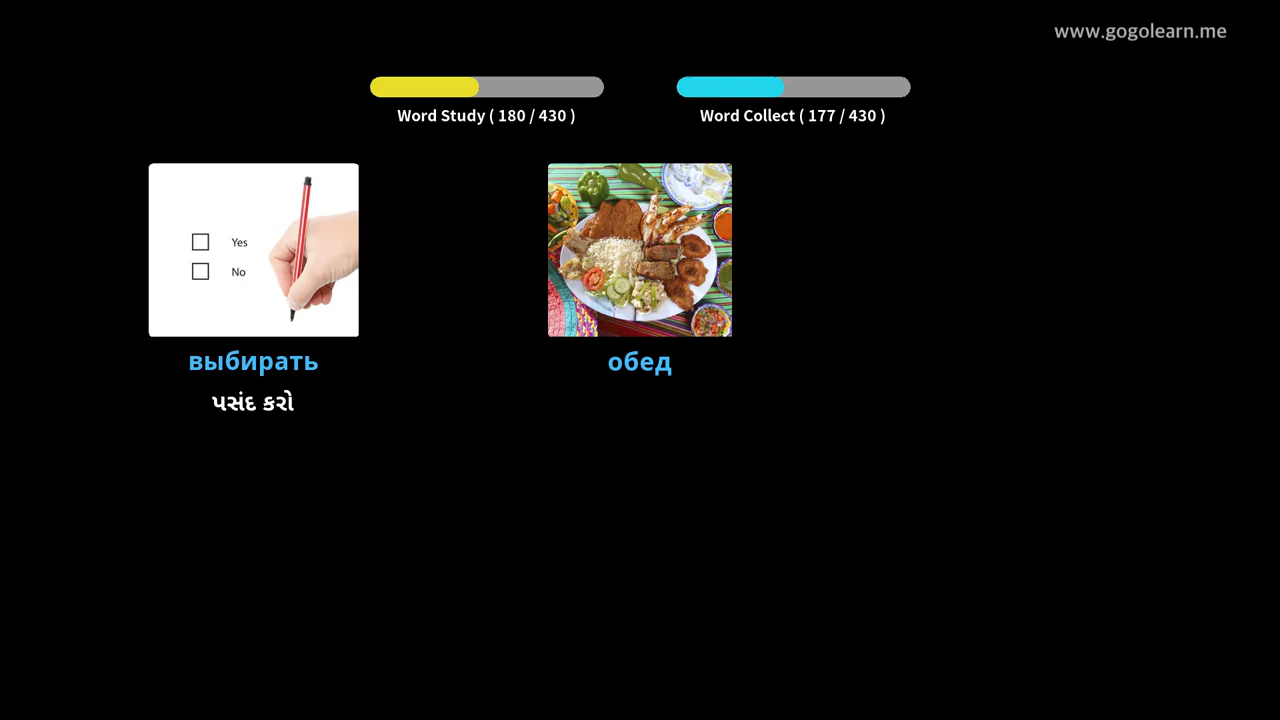 www.gogolearn.me
Word Study ( 180 / 430 )
Word Collect ( 177 / 430 )
Yes
No
выбирать
обед
પસંદ કરો